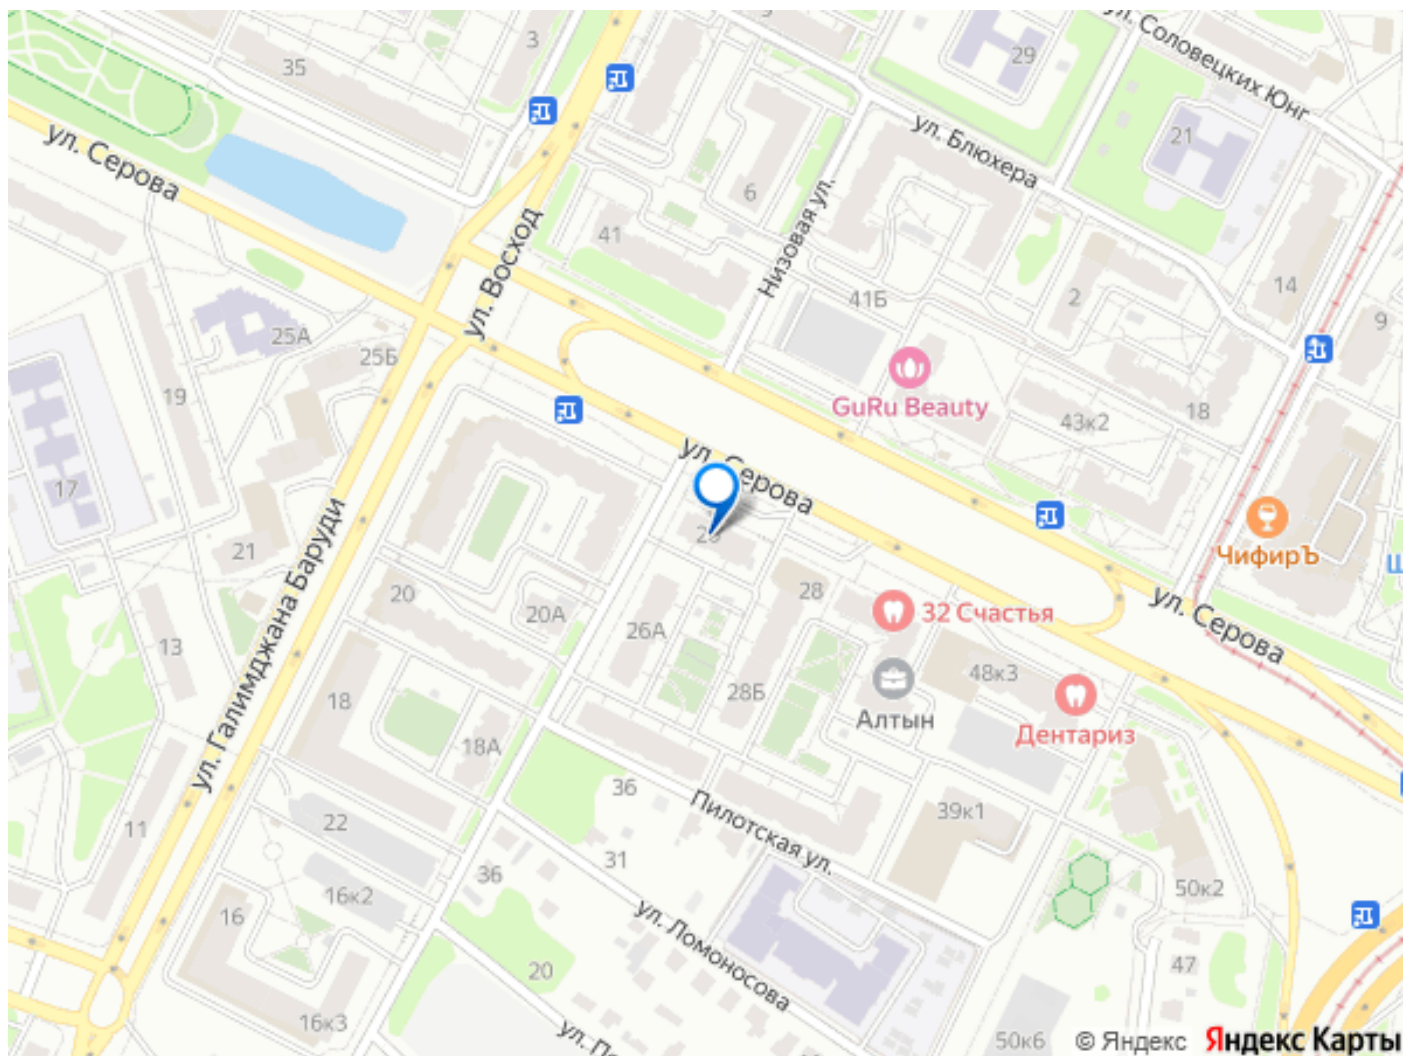 3
35
29
ул. Соловецких Юнг
21
ул. Блюхера
ул. Серова
6
Низовая ул.
41
ул. Восход
41Б
2
14
9
25А
25Б
19
GuRu Beauty
43к2
18
ул. Серова
17
21
ЧифирЪ
ул. Галимджана Баруди
20
20А
26А
28
32 Счастья
ул. Серова
13
18
28Б
48к3
Алтын
Дентариз
18А
36
Пилотская ул.
39к1
11
22
31
36
16к2
50к2
16
ул. Ломоносова
20
47
16к3
50к6
© Яндекс
Яндекс Карты